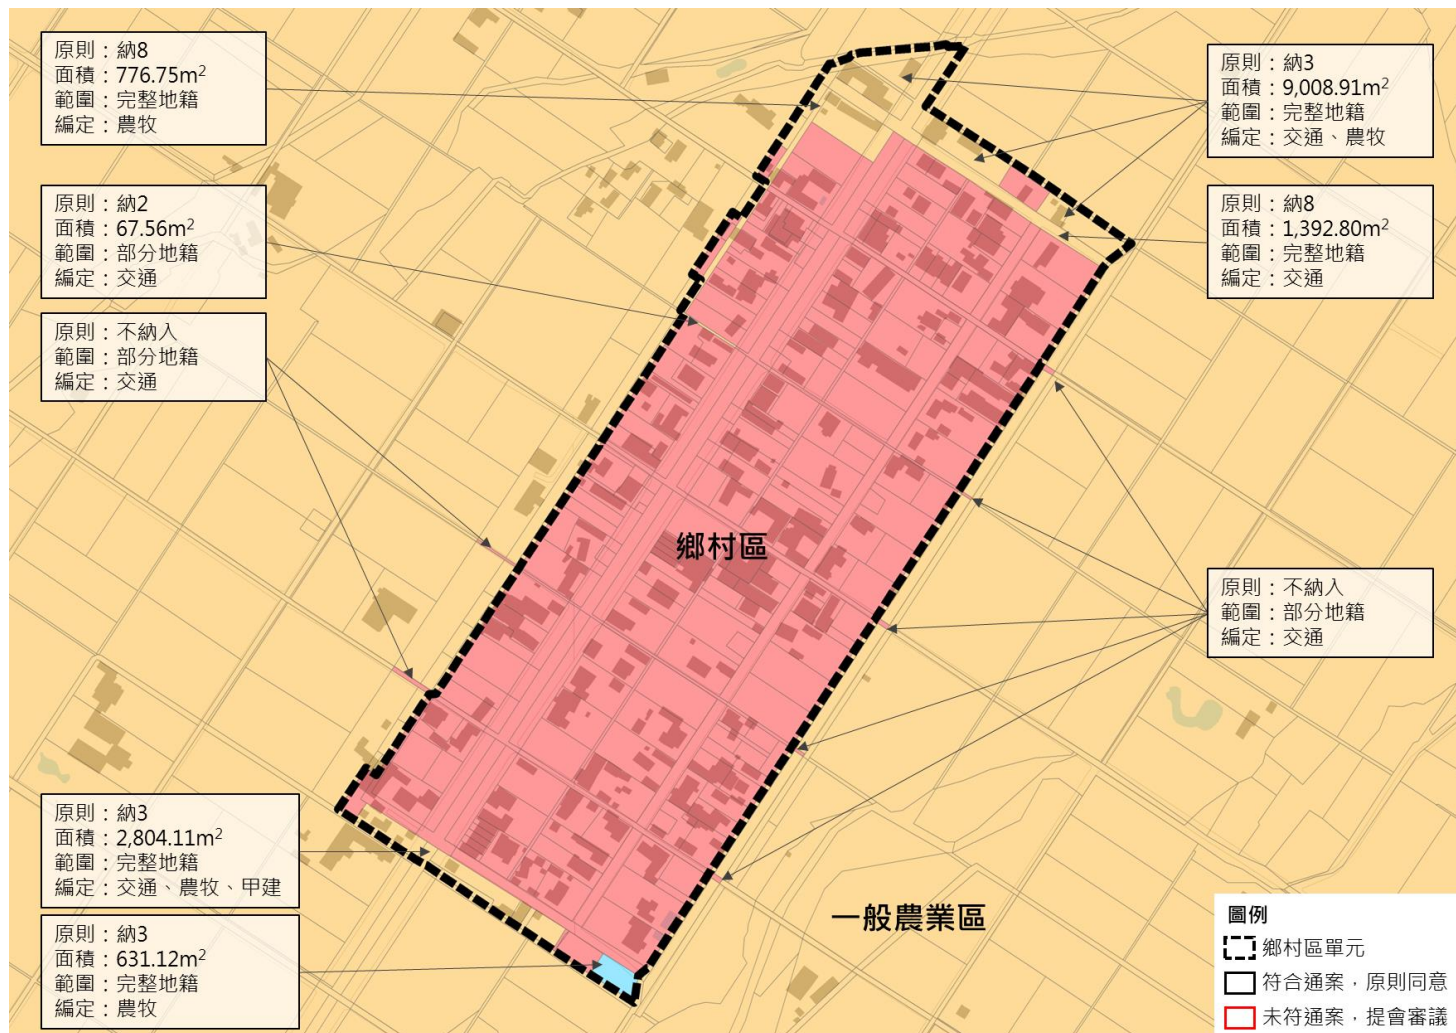 原則：納8
面積：776.75m²
範圍：完整地籍
編定：農牧
原則：納2
面積：67.56m²
範圍：部分地籍
編定：交通
原則：不納入
範圍：部分地籍
編定：交通
原則：納3
面積：2,804.11m²
範圍：完整地籍
編定：交通、農牧、甲建
原則：納3
面積：631.12m²
範圍：完整地籍
編定：農牧
鄉村區
一般農業區
原則：納3
面積：9,008.91m²
範圍：完整地籍
編定：交通、農牧
原則：納8
面積：1,392.80m²
範圍：完整地籍
編定：交通
原則：不納入
範圍：部分地籍
編定：交通
圖例
鄉村區單元
符合通案，原則同意
未符通案，提會審議